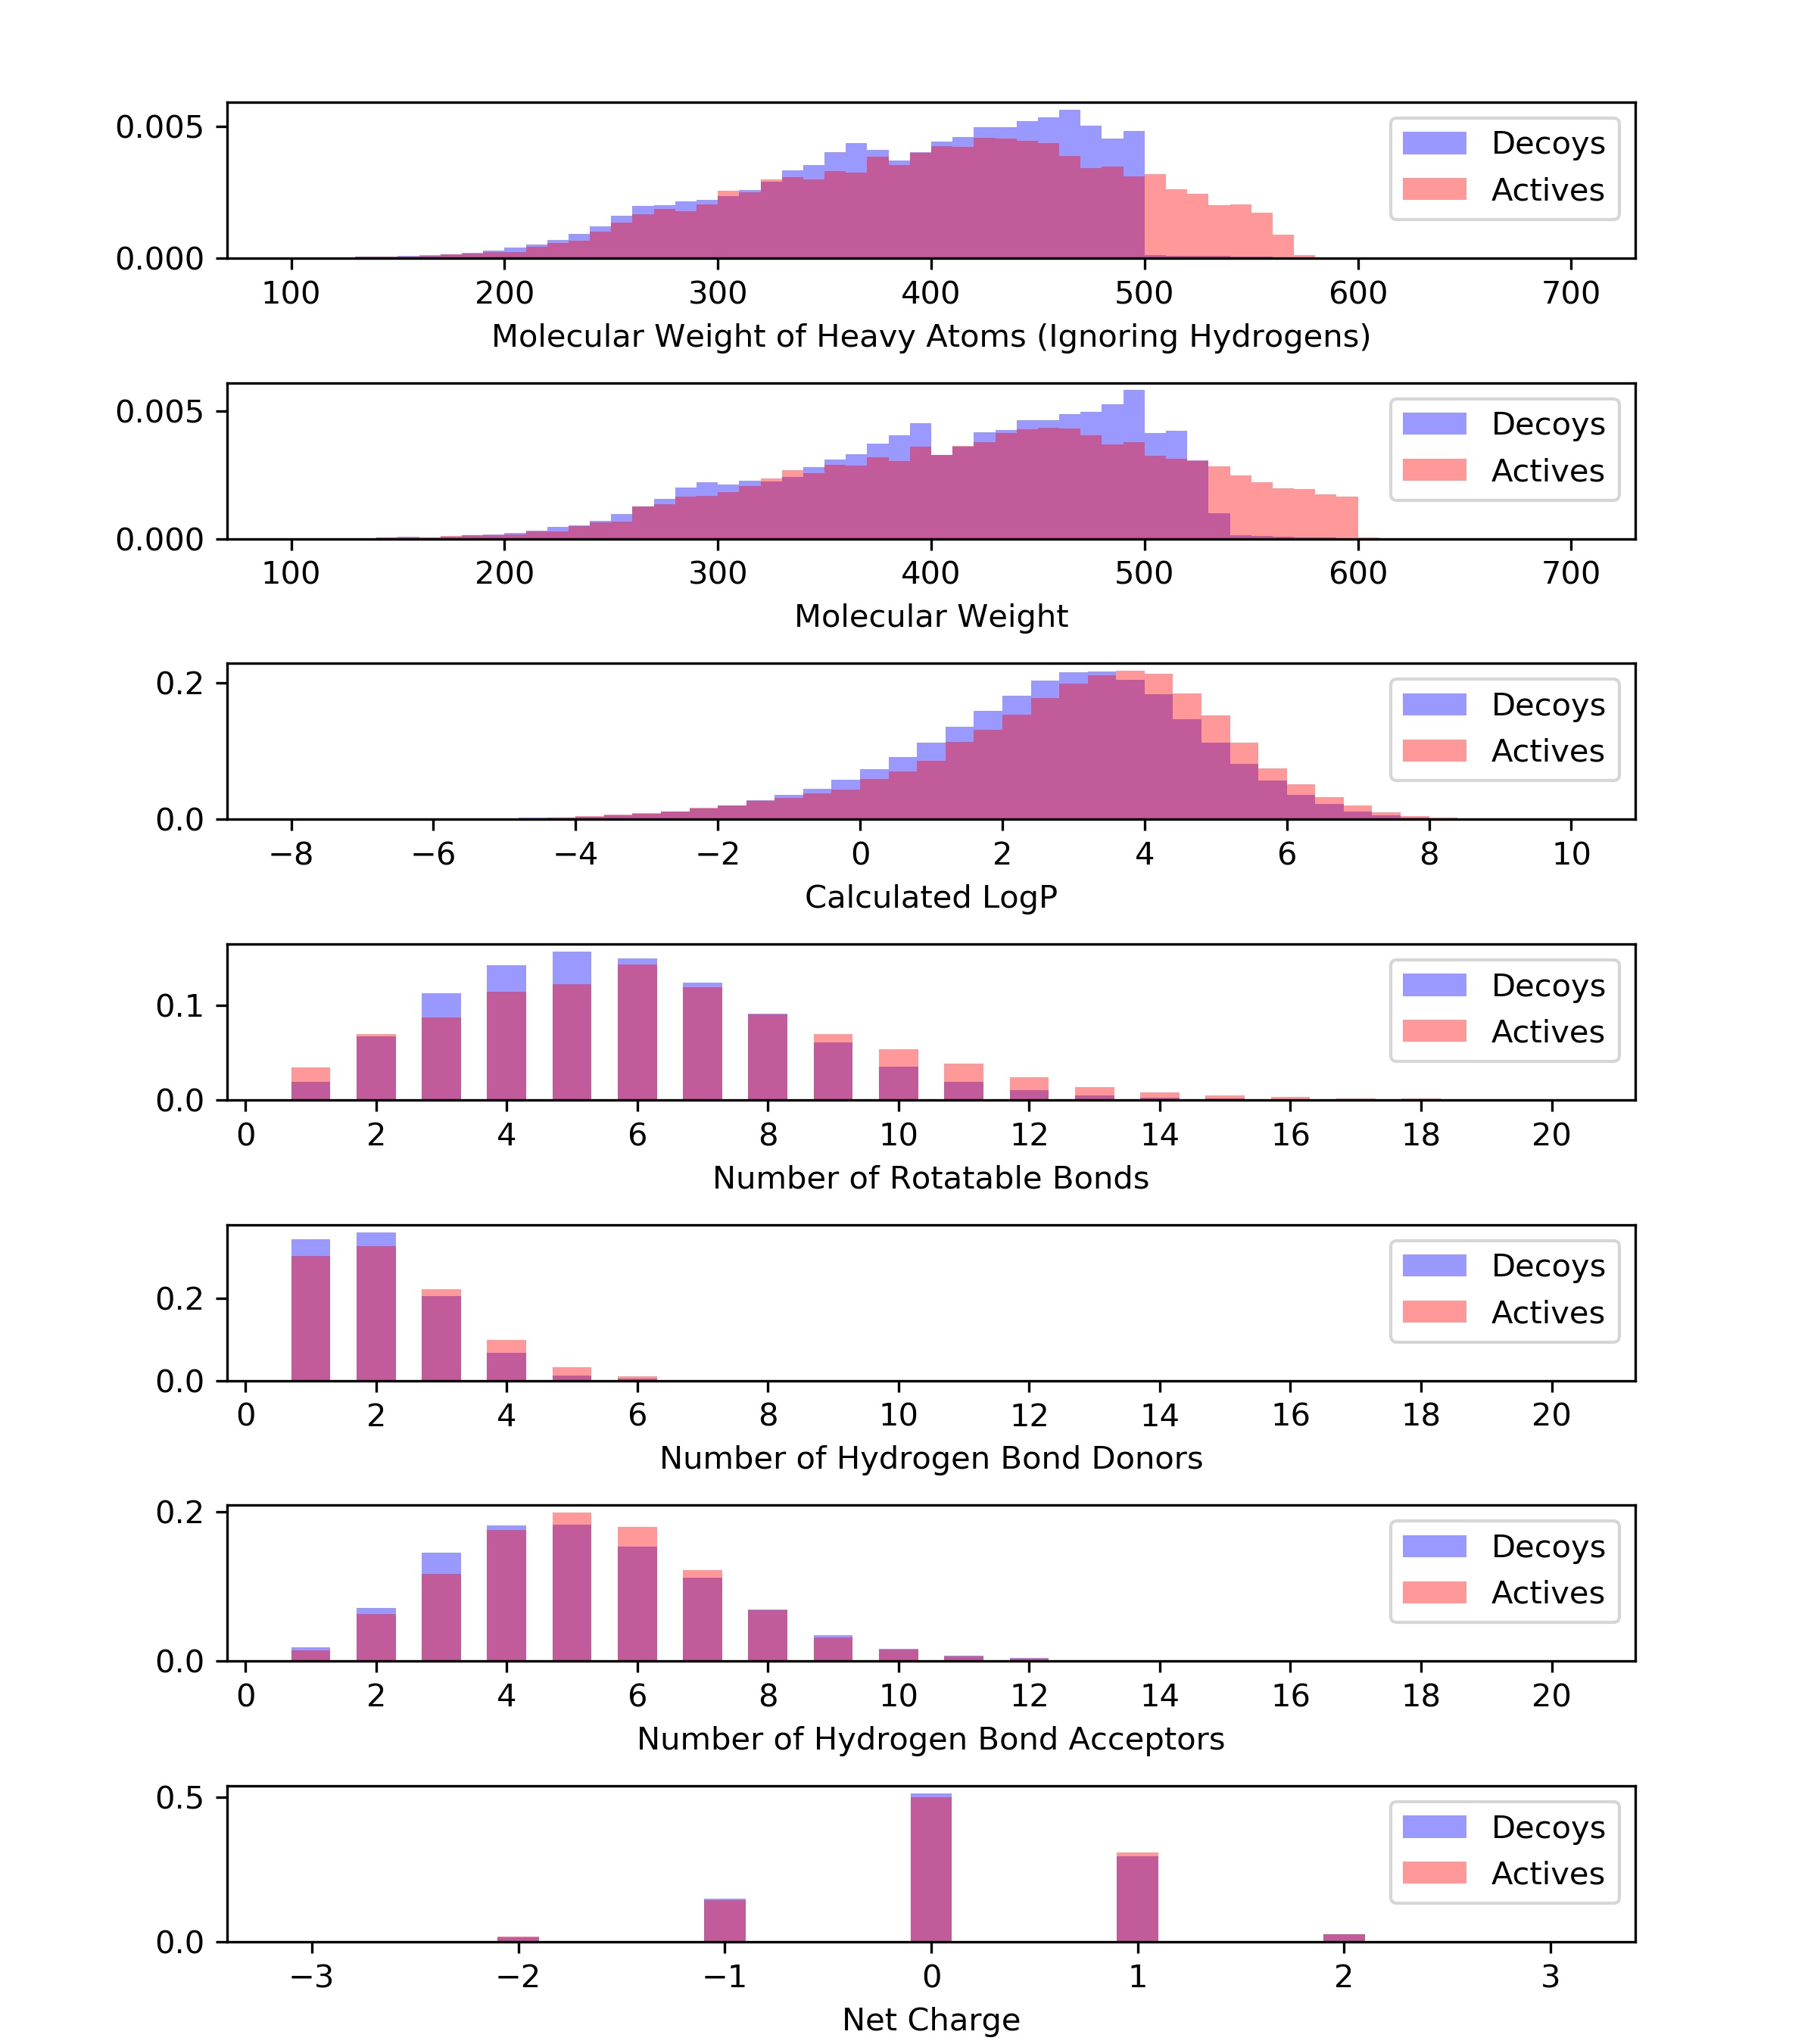 0.005
0.000
Decoys
Actives
100 200 300 400 500 600 700
Molecular Weight of Heavy Atoms (Ignoring Hydrogens)
0.005
0.000
Decoys
Actives
100 200 300 400 500 600 700
Molecular Weight
0.2
0.0
Decoys
Actives
−8 −6 −4 −2 0 2 4 6 8 10
Calculated LogP
0.1
0.0
Decoys
Actives
0 2 4 6 8 10 12 14 16 18 20
Number of Rotatable Bonds
0.2
0.0
Decoys
Actives
0 2 4 6 8 10 12 14 16 18 20
Number of Hydrogen Bond Donors
0.2
0.0
Decoys
Actives
0 2 4 6 8 10 12 14 16 18 20
Number of Hydrogen Bond Acceptors
0.5
0.0
Decoys
Actives
−3 −2 −1 0 1 2 3
Net Charge